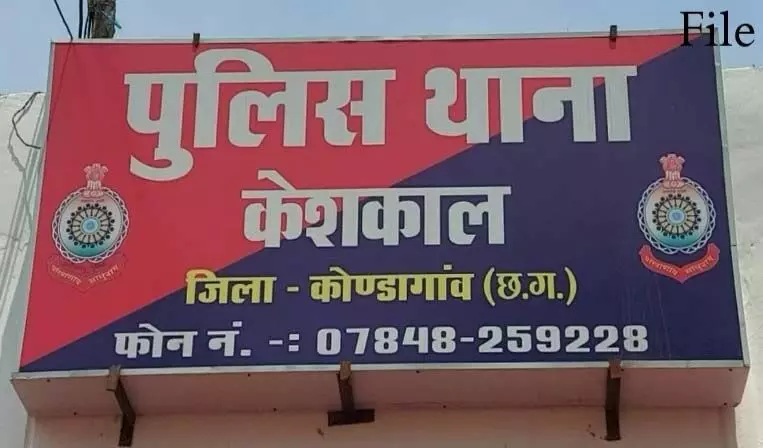 File
पुलिस थाना
केशकाल
जिला - कोण्डागांव (छ.ग.)
फोन नं. -: 07848-259228